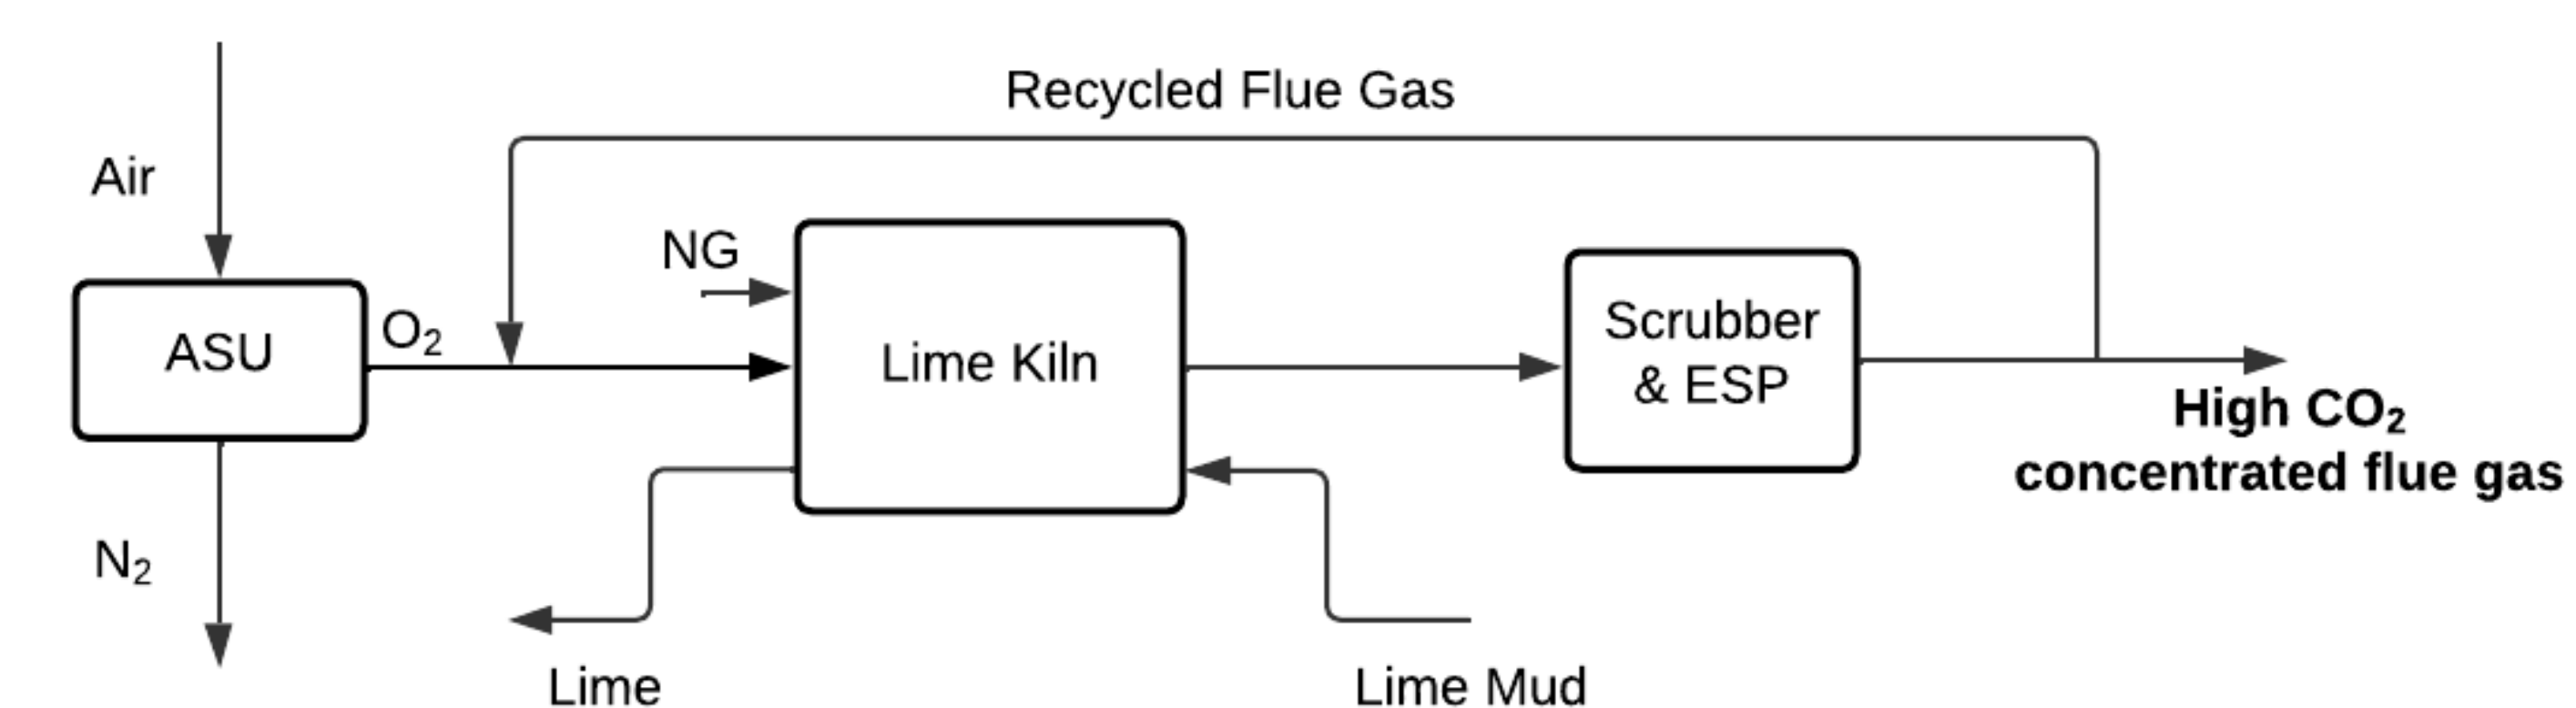 Recycled Flue Gas
Air
NG
O₂
ASU
Lime Kiln
Scrubber
& ESP
High CO₂
concentrated flue gas
N₂
Lime
Lime Mud